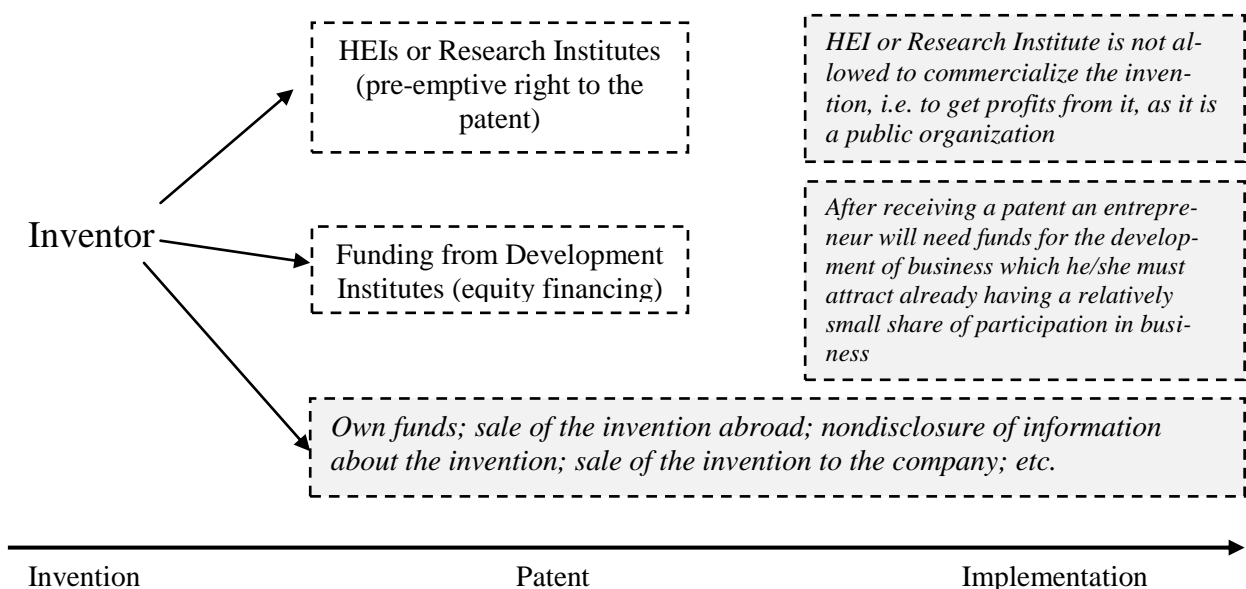 HEIs or Research Institutes
(pre-emptive right to the
patent)
HEI or Research Institute is not al-
lowed to commercialize the inven-
tion, i.e. to get profits from it, as it is
a public organization
Inventor
Funding from Development
Institutes (equity financing)
After receiving a patent an entrepre-
neur will need funds for the develop-
ment of business which he/she must
attract already having a relatively
small share of participation in busi-
ness
Own funds; sale of the invention abroad; nondisclosure of information
about the invention; sale of the invention to the company; etc.
Invention
Patent
Implementation